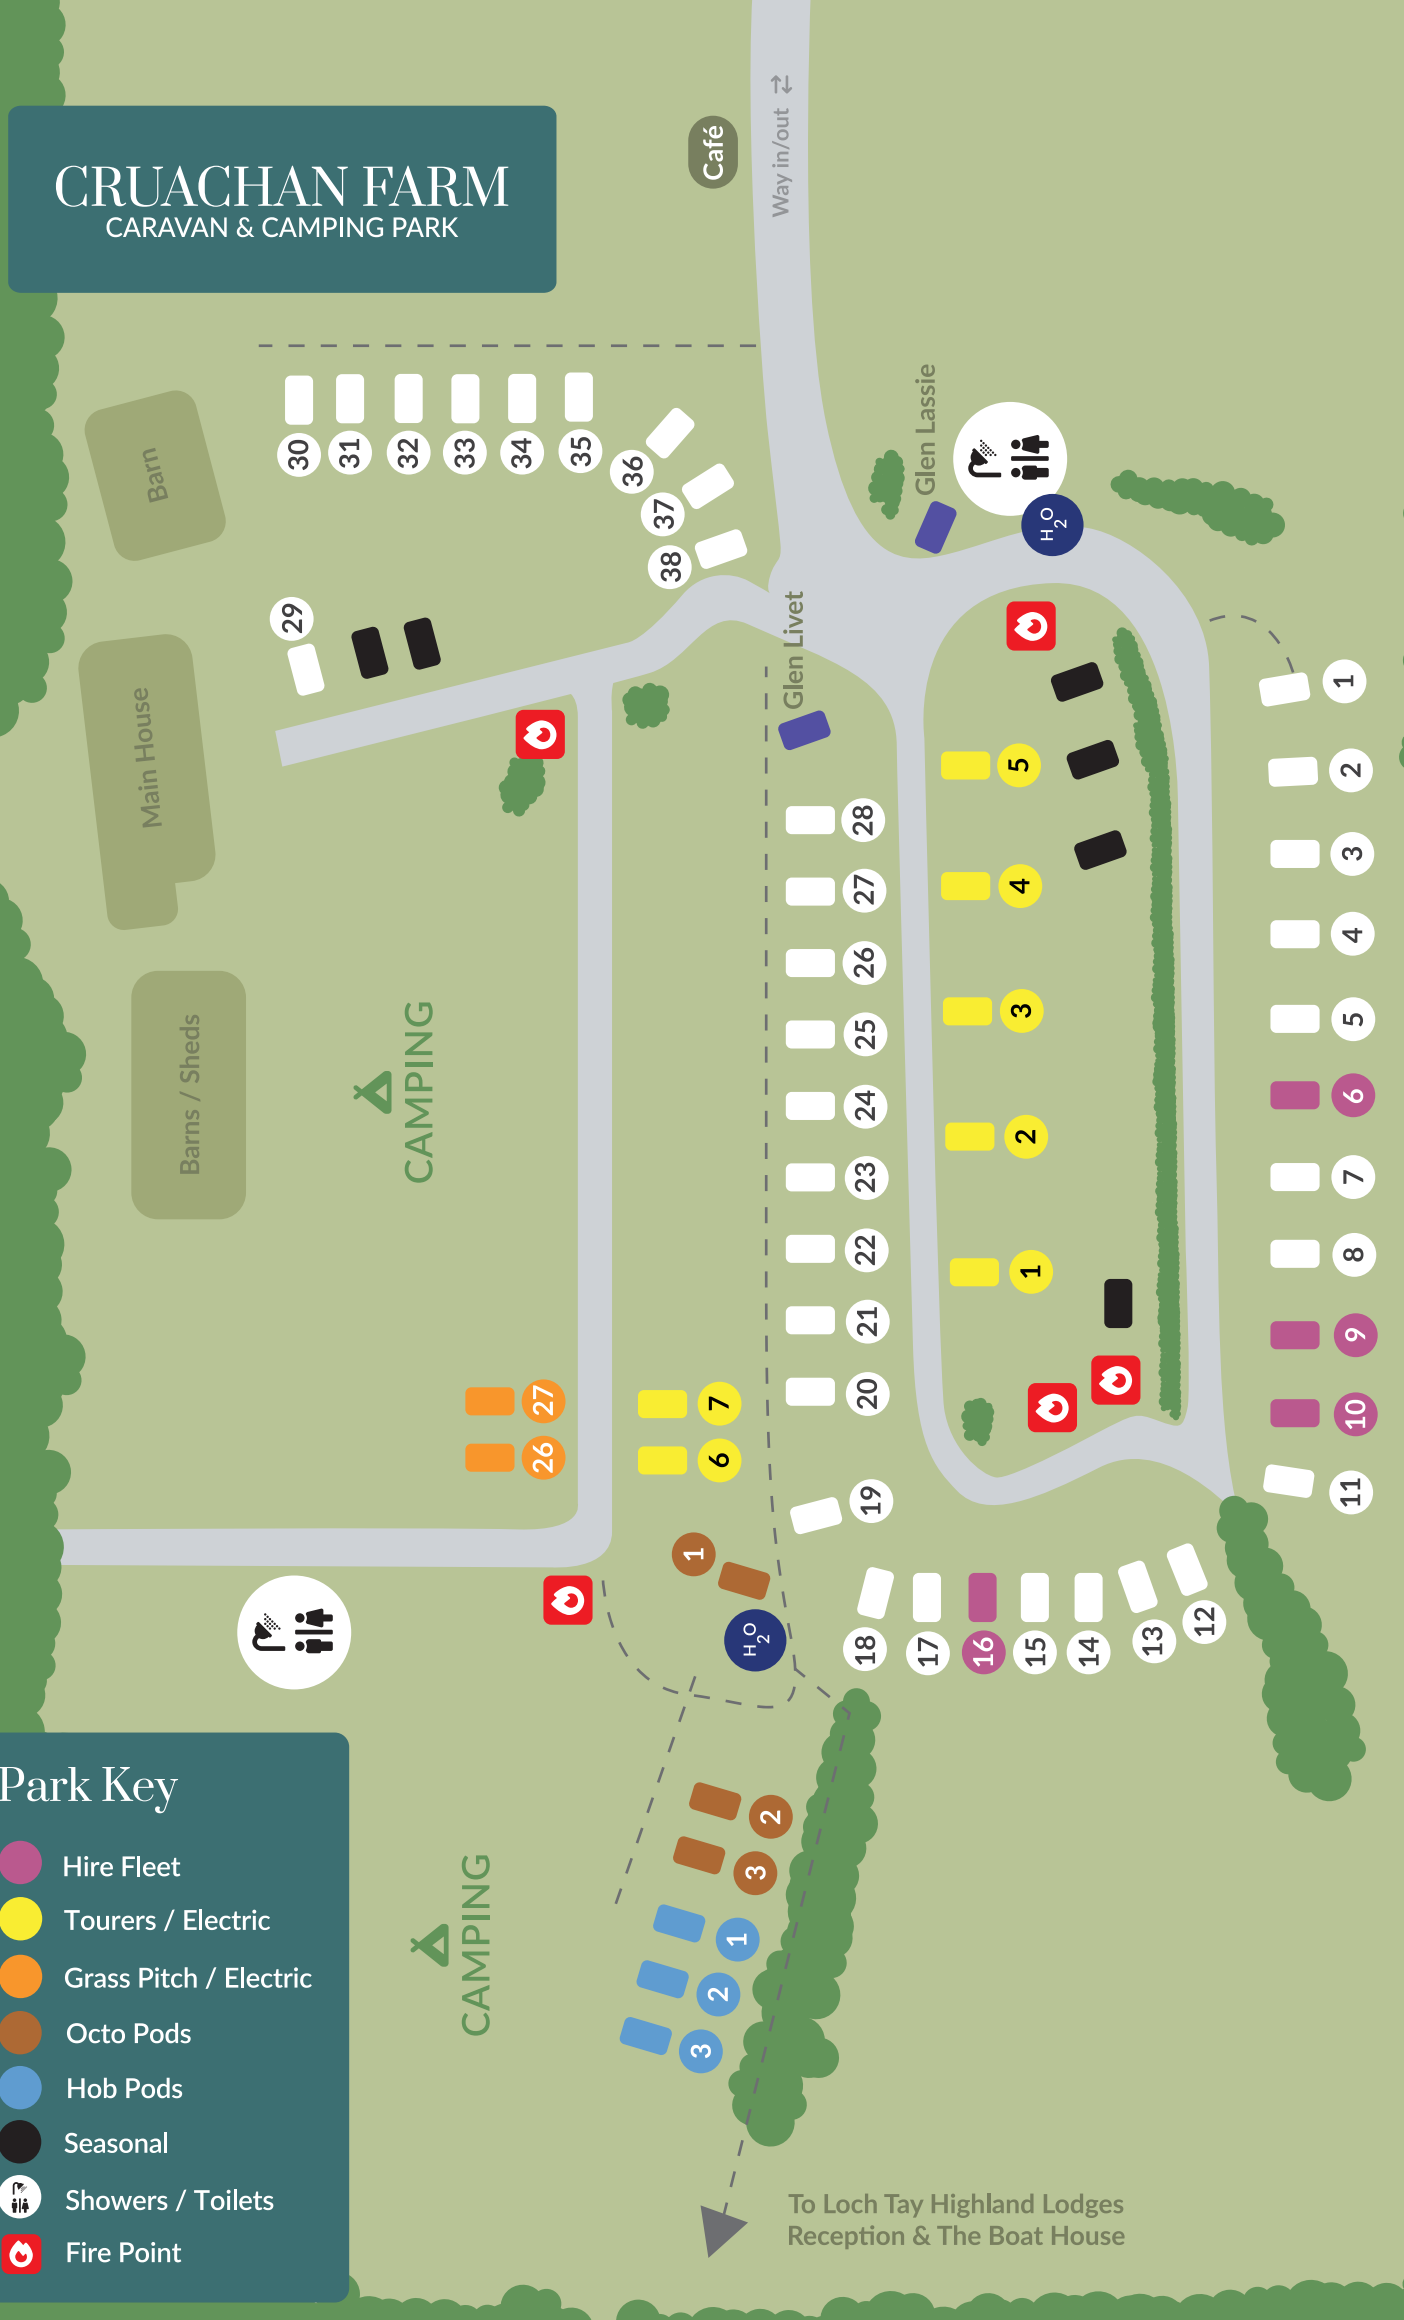 CRUACHAN FARM
CARAVAN & CAMPING PARK
Café
Way in/out
Barn
30
31
32
33
34
35
36
37
38
Glen Lassie
H2O
29
Main House
Glen Livet
1
2
3
4
5
6
7
8
9
10
11
5
4
3
2
1
28
27
26
25
24
23
22
21
20
19
Barns / Sheds
CAMPING
27
26
7
6
1
H2O
18
17
16
15
14
13
12
2
3
1
2
3
CAMPING
Park Key
Hire Fleet
Tourers / Electric
Grass Pitch / Electric
Octo Pods
Hob Pods
Seasonal
Showers / Toilets
Fire Point
To Loch Tay Highland Lodges
Reception & The Boat House